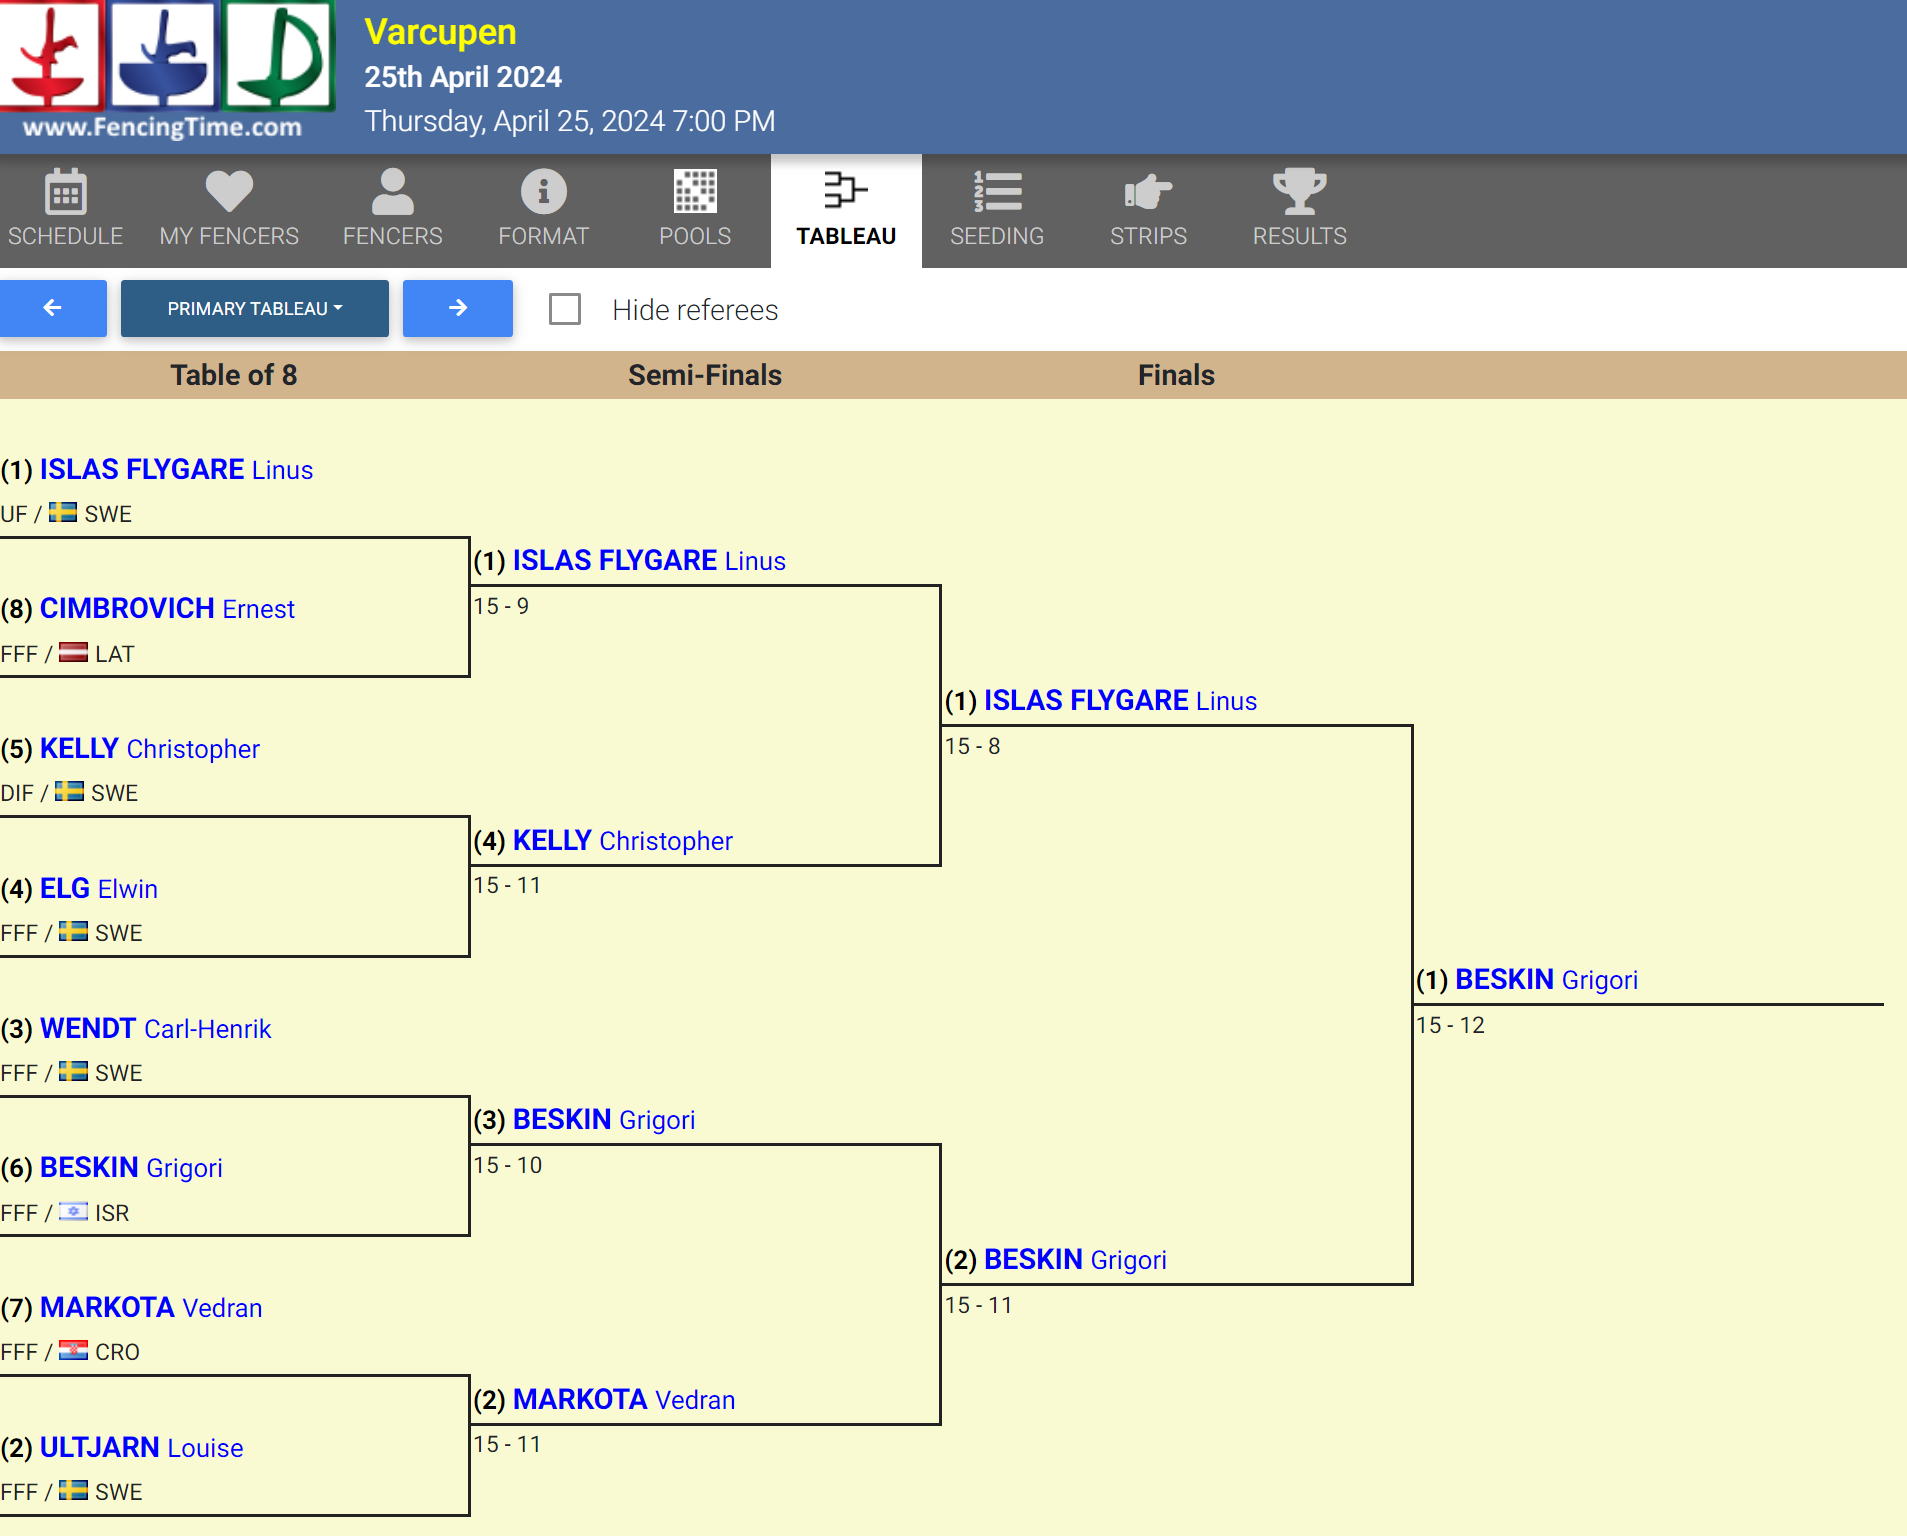 www.FencingTime.com
Varcupen
25th April 2024
Thursday, April 25, 2024 7:00 PM
SCHEDULE
MY FENCERS
FENCERS
FORMAT
POOLS
TABLEAU
SEEDING
STRIPS
RESULTS
PRIMARY TABLEAU
Hide referees
Table of 8
Semi-Finals
Finals
(1) ISLAS FLYGARE Linus
UF / SWE
(8) CIMBROVICH Ernest
FFF / LAT
(5) KELLY Christopher
DIF / SWE
(4) ELG Elwin
FFF / SWE
(3) WENDT Carl-Henrik
FFF / SWE
(6) BESKIN Grigori
FFF / ISR
(7) MARKOTA Vedran
FFF / CRO
(2) ULTJARN Louise
FFF / SWE
(1) ISLAS FLYGARE Linus
15 - 9
(4) KELLY Christopher
15 - 11
(3) BESKIN Grigori
15 - 10
(2) MARKOTA Vedran
15 - 11
(1) ISLAS FLYGARE Linus
15 - 8
(2) BESKIN Grigori
15 - 11
(1) BESKIN Grigori
15 - 12